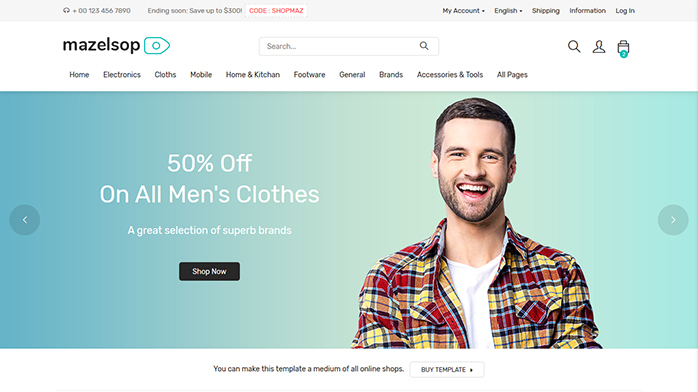 + 00 123 456 7890 Ending soon: Save up to $300! CODE : SHOPMAZ My Account English Shipping Information Log In
mazelsop
Search...
2
Home Electronics Cloths Mobile Home & Kitchan Footware General Brands Accessories & Tools All Pages
50% Off
On All Men's Clothes
A great selection of superb brands
Shop Now
You can make this template a medium of all online shops. BUY TEMPLATE